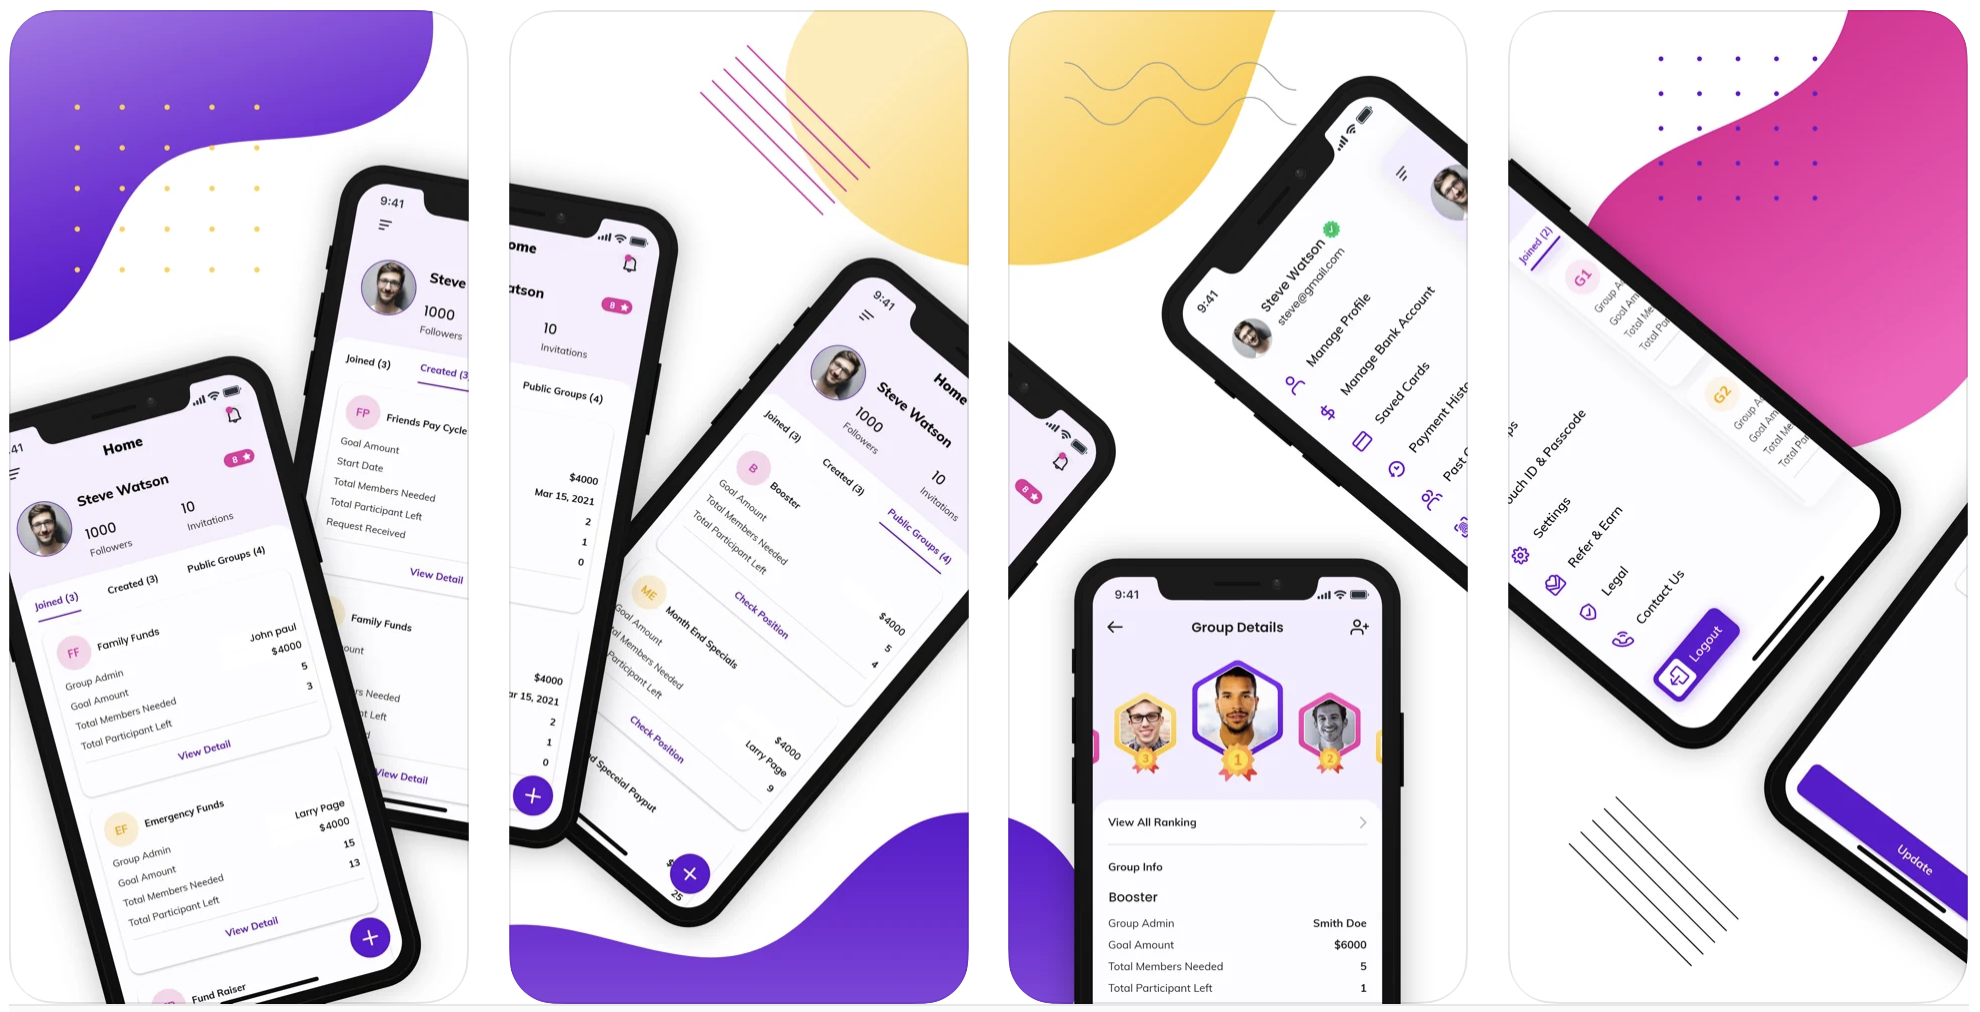 9:41
Steve
1000
Followers
Joined (3)
Created (3
FP
Friends Pay Cycle
Goal Amount
Start Date
Total Members Needed
Total Participant Left
Request Received
View Detail
Family Funds
View Detail
:41
Home
8
Steve Watson
1000
Followers
10
Invitations
Joined (3)
Created (3)
Public Groups (4)
FF
Family Funds
Group Admin
John paul
Goal Amount
$4000
Total Members Needed
5
Total Participant Left
3
View Detail
EF
Emergency Funds
Group Admin
Larry Page
Goal Amount
$4000
Total Members Needed
15
Total Participant Left
13
View Detail
Fund Raiser
ome
atson
8
10
Invitations
Public Groups (4)
$4000
Mar 15, 2021
2
1
0
$4000
ar 15, 2021
2
1
0
9:41
Home
Steve Watson
1000
Followers
10
Invitations
Joined (3)
Created (3)
Public Groups (4)
B
Booster
Goal Amount
$4000
Total Members Needed
5
Total Participant Left
4
Check Position
ME
Month End Specials
Goal Amount
$4000
al Members Needed
Larry Page
Participant Left
9
Check Position
d Speceial Payput
25
8
9:41
Steve Watson
steve@gmail.com
Manage Profile
Manage Bank Account
Saved Cards
Payment Histo
Past G
9:41
Group Details
3
1
2
View All Ranking
Group Info
Booster
Group Admin
Smith Doe
Goal Amount
$6000
Total Members Needed
5
Total Participant Left
1
Joined (2)
G1
Group A
Goal Am
Total Me
Total Par
G2
Group A
Goal Am
Total Me
Total Par
ps
ouch ID & Passcode
Settings
Refer & Earn
Legal
Contact Us
Logout
Update